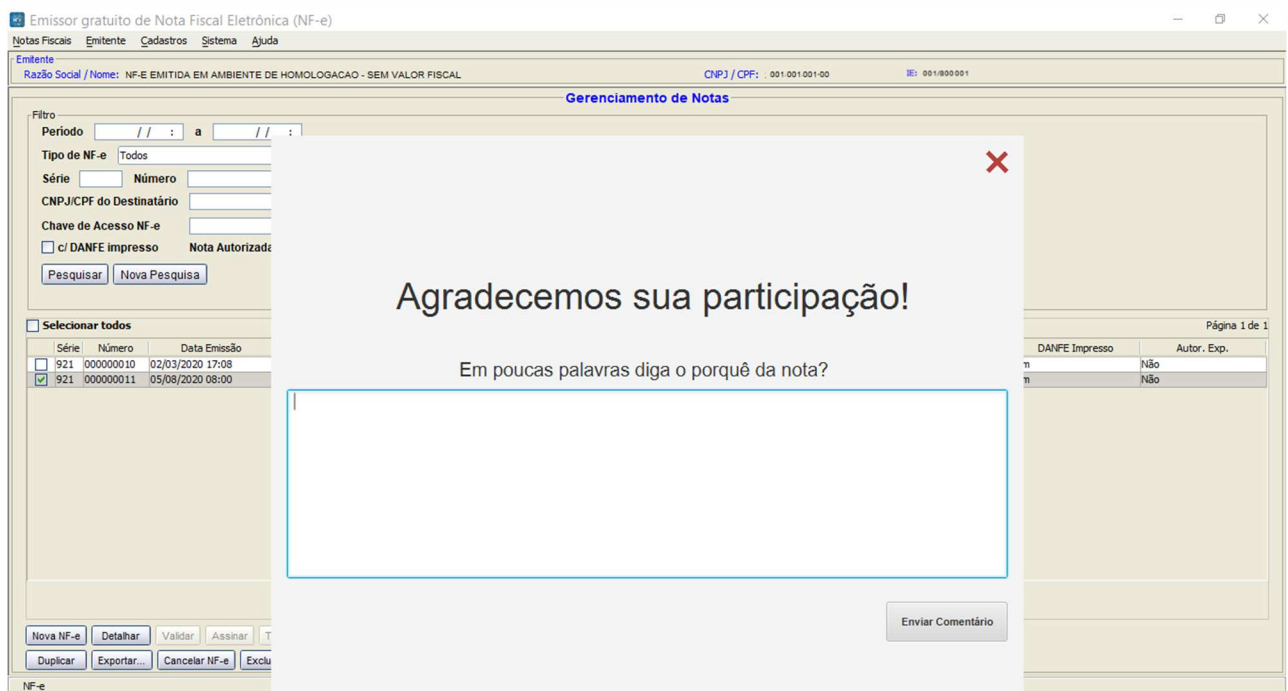 Emissor gratuito de Nota Fiscal Eletrônica (NF-e)
Notas Fiscais Emitente Cadastros Sistema Ajuda
Emitente
Razão Social / Nome: NF-E EMITIDA EM AMBIENTE DE HOMOLOGACAO - SEM VALOR FISCAL CNPJ / CPF: : 001.001.001-00 IE: 001/800001
Gerenciamento de Notas
Filtro
Período / / : a / / :
Tipo de NF-e Todos
Série Número
CNPJ/CPF do Destinatário
Chave de Acesso NF-e
c/ DANFE impresso Nota Autorizada
Pesquisar Nova Pesquisa
Agradecemos sua participação!
Selecionar todos Página 1 de 1
Série Número Data Emissão DANFE Impresso Autor. Exp.
921 000000010 02/03/2020 17:08 m Não
921 000000011 05/08/2020 08:00 m Não
Em poucas palavras diga o porquê da nota?
Enviar Comentário
Nova NF-e Detalhar Validar Assinar T
Duplicar Exportar... Cancelar NF-e Exclu
NF-e